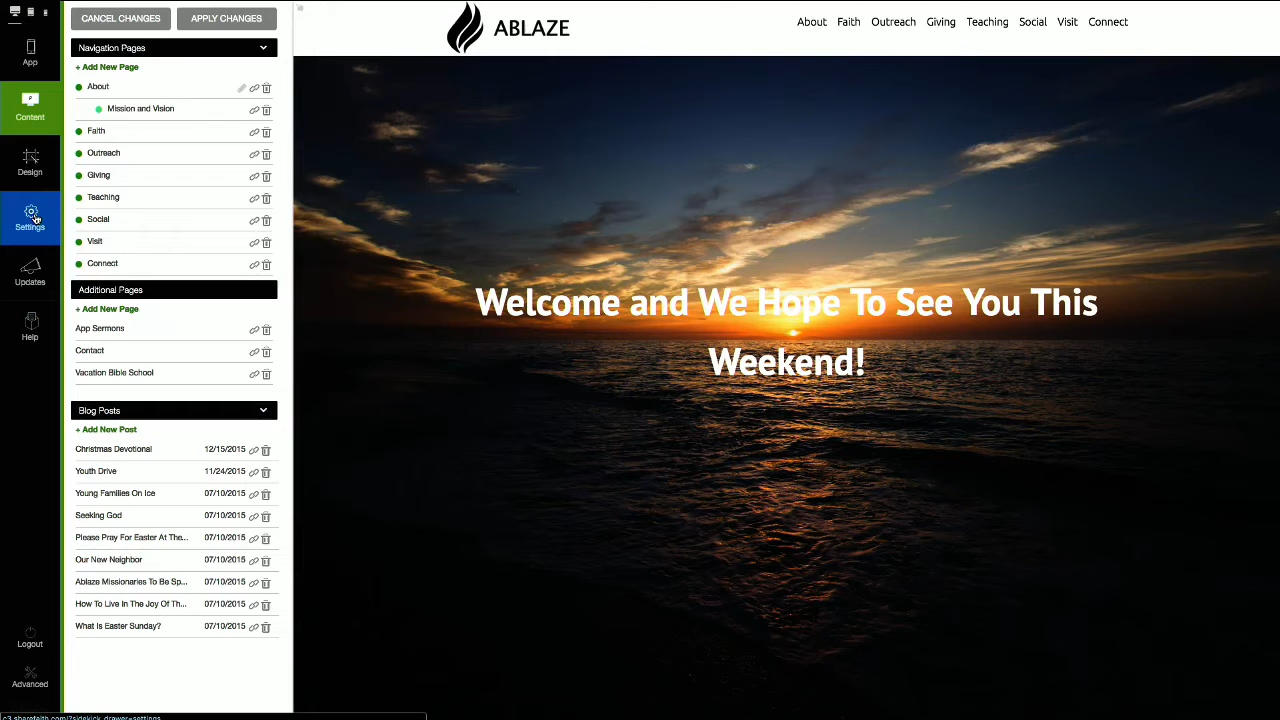 CANCEL CHANGES APPLY CHANGES
ABLAZE
About Faith Outreach Giving Teaching Social Visit Connect
App
Content
Design
Settings
Updates
Help
Logout
Advanced
Navigation Pages
+ Add New Page
About
Mission and Vision
Faith
Outreach
Giving
Teaching
Social
Visit
Connect
Additional Pages
+ Add New Page
App Sermons
Contact
Vacation Bible School
Blog Posts
+ Add New Post
Christmas Devotional 12/15/2015
Youth Drive 11/24/2015
Young Families On Ice 07/10/2015
Seeking God 07/10/2015
Please Pray For Easter At The... 07/10/2015
Our New Neighbor 07/10/2015
Ablaze Missionaries To Be Sp... 07/10/2015
How To Live In The Joy Of Th... 07/10/2015
What Is Easter Sunday? 07/10/2015
Welcome and We Hope To See You This
Weekend!
c3.sharefaith.com/?sidekick_drawer=settings